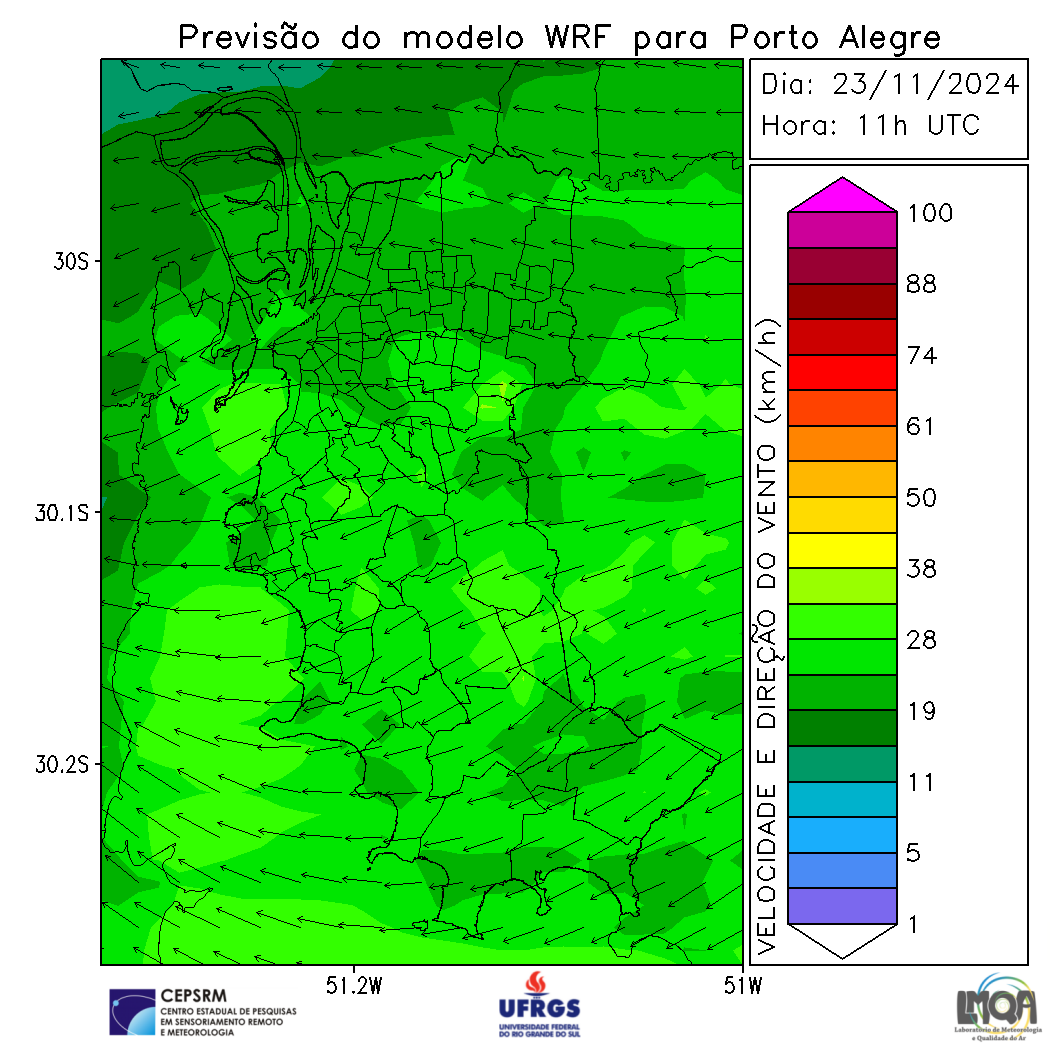 Previsão do modelo WRF para Porto Alegre
Dia: 23/11/2024
Hora: 11h UTC
30S
30.1S
30.2S
51.2W
51W
VELOCIDADE E DIREÇÃO DO VENTO (km/h)
100
88
74
61
50
38
28
19
11
5
1
CEPSRM
CENTRO ESTADUAL DE PESQUISAS
EM SENSORIAMENTO REMOTO
E METEOROLOGIA
UFRGS
UNIVERSIDADE FEDERAL
DO RIO GRANDE DO SUL
LMQA
Laboratório de Meteorologia
e Qualidade do Ar